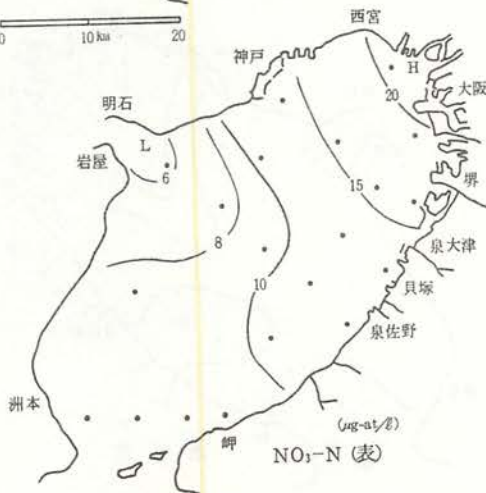 0 10 km 20
西宮
神戸
H
20
大阪
明石
L
岩屋
6
15
堺
8
泉大津
10
貝塚
泉佐野
洲本
岬
(μg-at/ℓ)
NO₃-N (表)